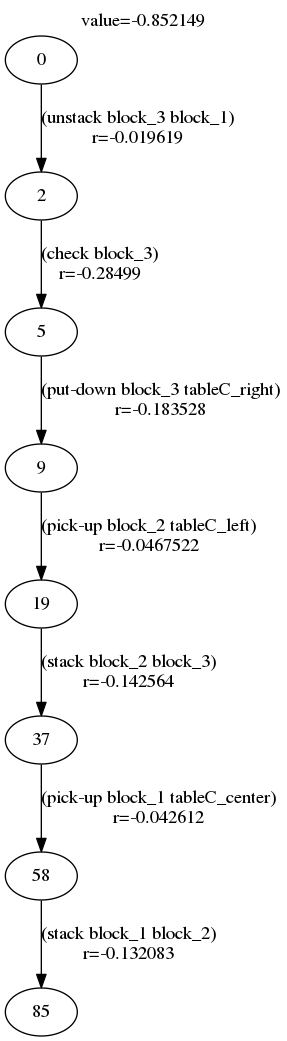 value=-0.852149
0
(unstack block_3 block_1)
r=-0.019619
2
(check block_3)
r=-0.28499
5
(put-down block_3 tableC_right)
r=-0.183528
9
(pick-up block_2 tableC_left)
r=-0.0467522
19
(stack block_2 block_3)
r=-0.142564
37
(pick-up block_1 tableC_center)
r=-0.042612
58
(stack block_1 block_2)
r=-0.132083
85